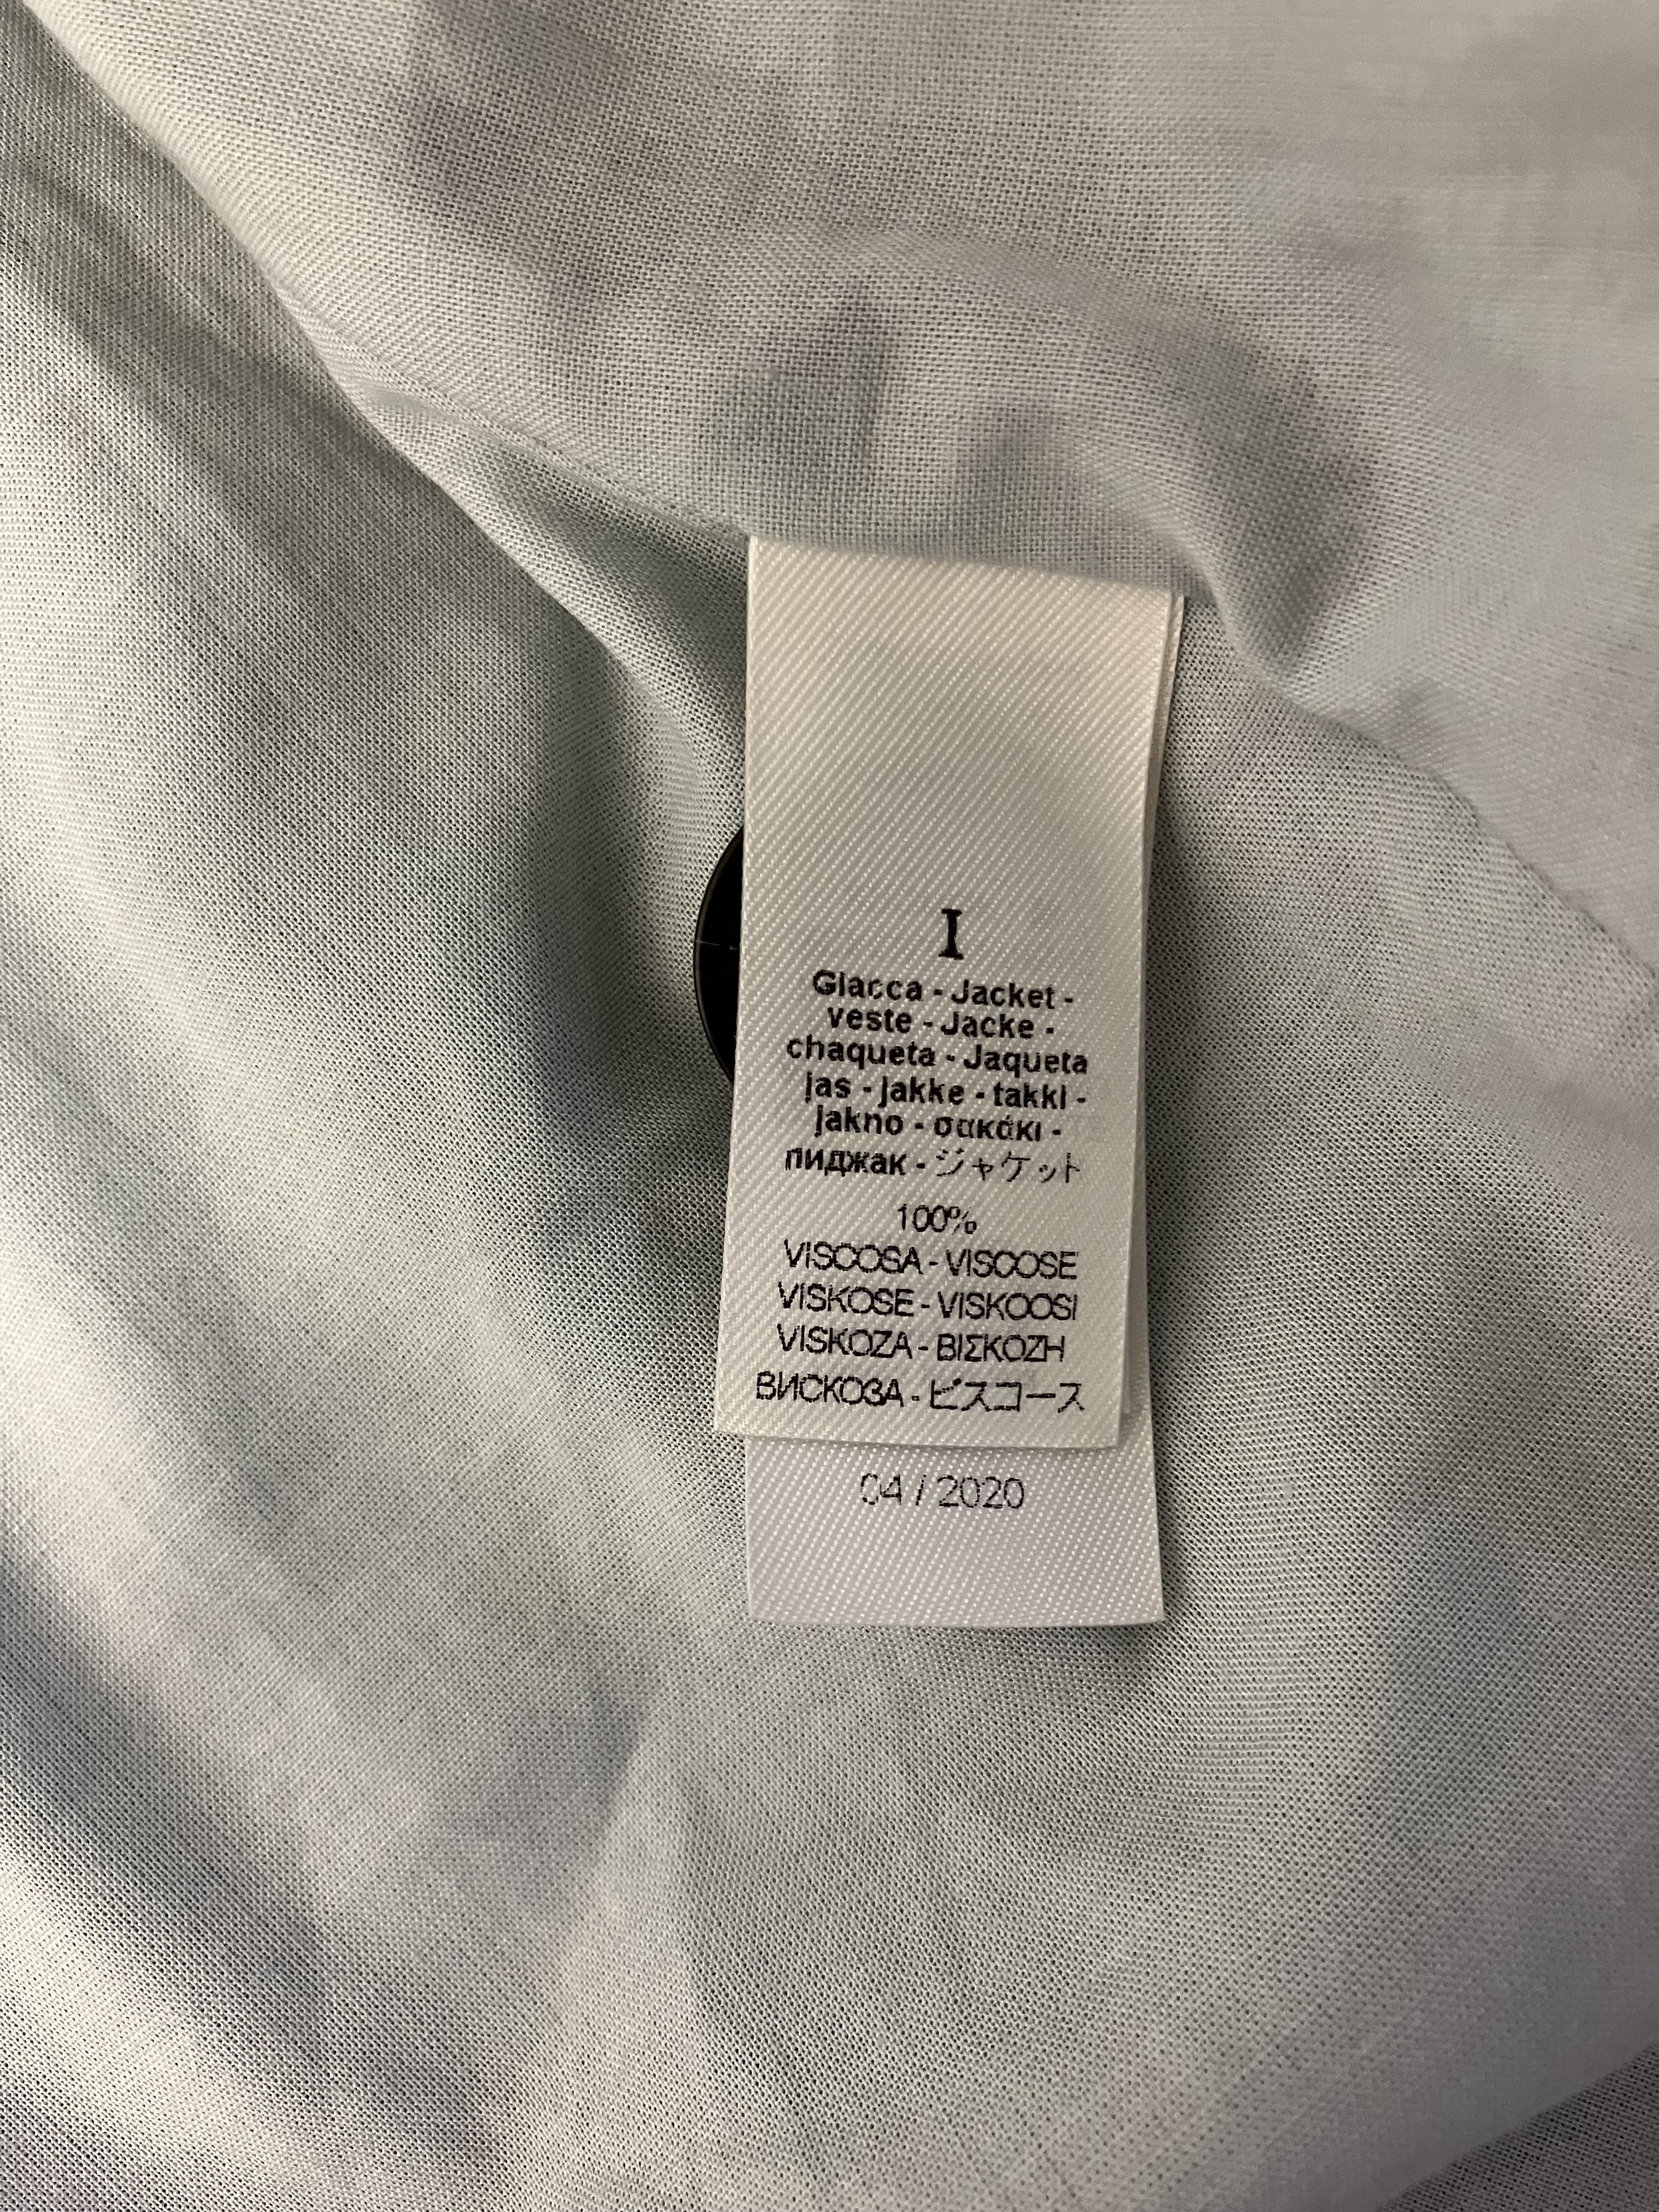 I
Giacca - Jacket -
veste - Jacke -
chaqueta - Jaqueta
jas - jakke - takki -
jakno - σακάκι -
пиджак - ジャケット
100%
VISCOSA - VISCOSE
VISKOSE - VISKOOSI
VISKOZA - ΒΙΣΚΟΖΗ
ВИСКОЗА - ビスコース
04 / 2020